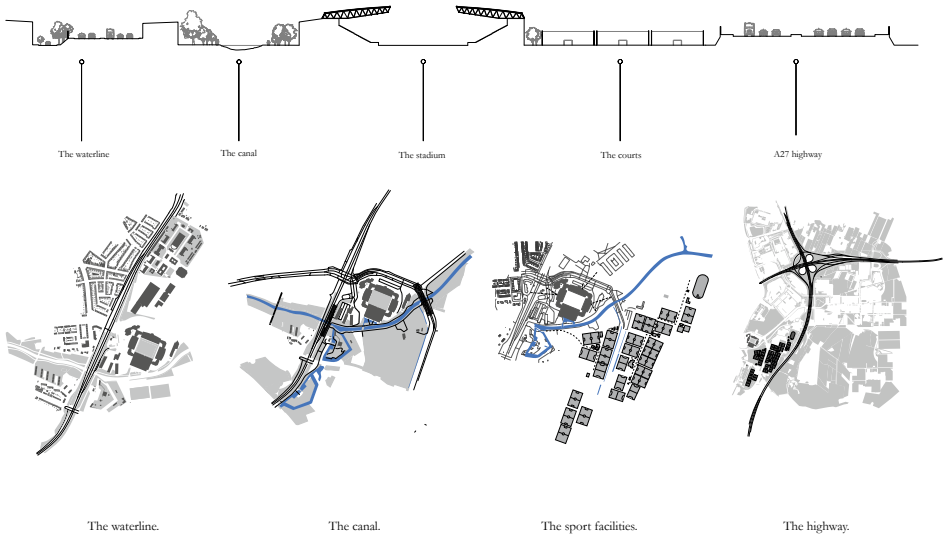 The waterline
The canal
The stadium
The courts
A27 highway
The waterline.
The canal.
The sport facilities.
The highway.